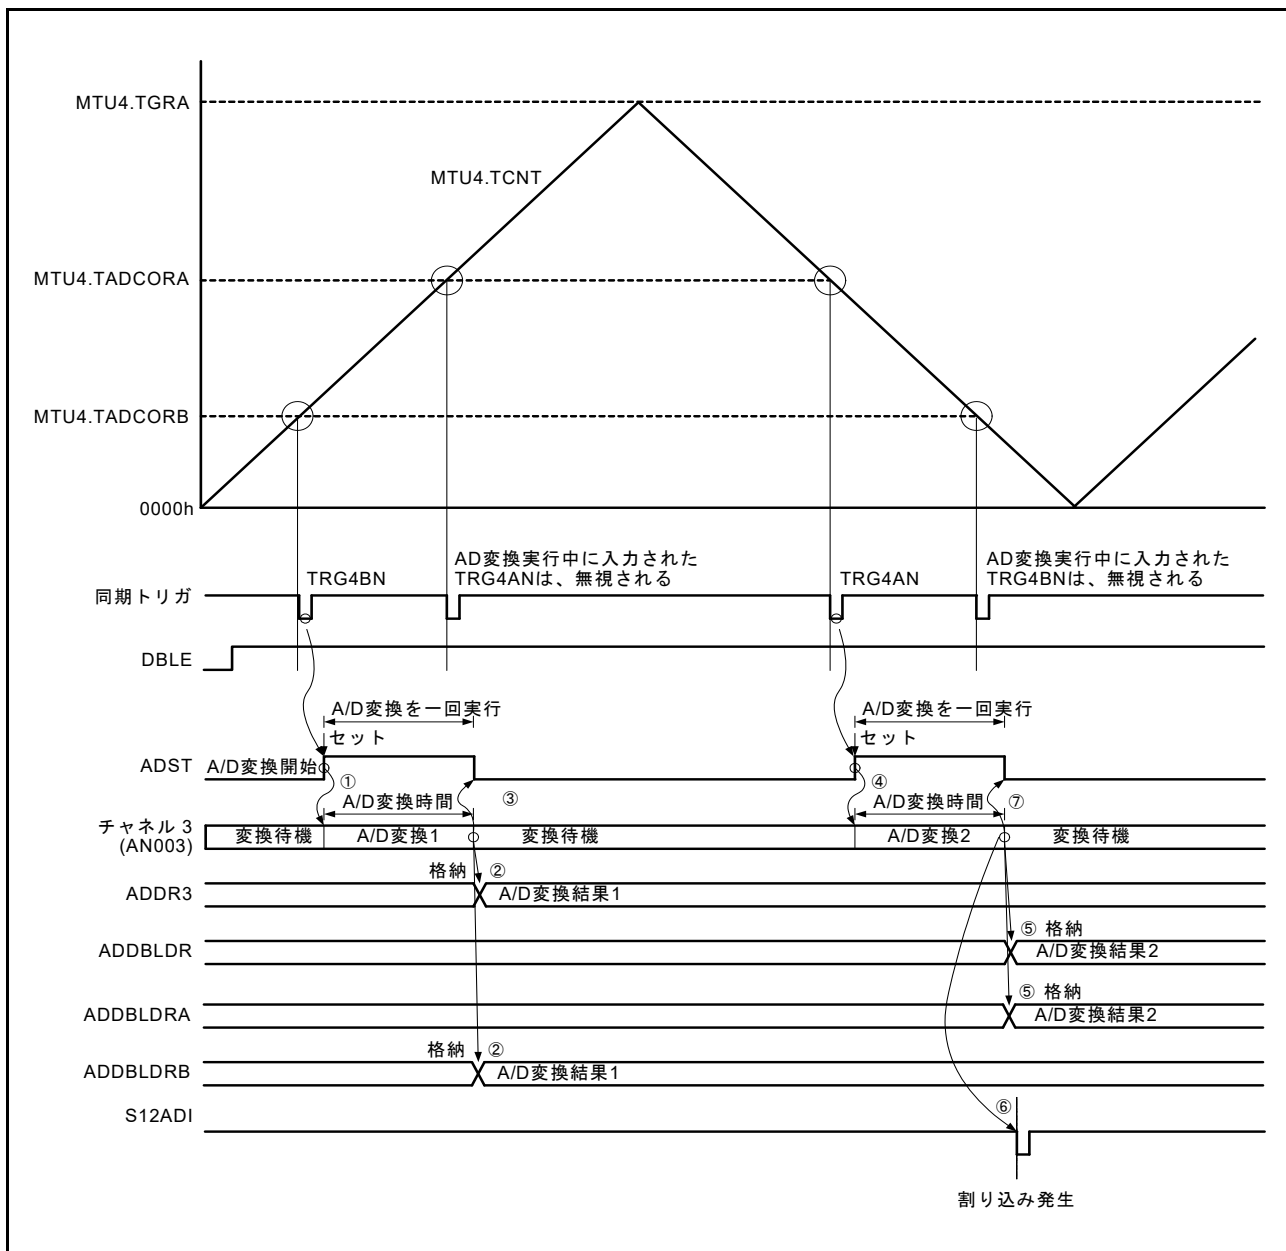 MTU4.TGRA
MTU4.TCNT
MTU4.TADCORA
MTU4.TADCORB
0000h
AD変換実行中に入力された
TRG4ANは、無視される
AD変換実行中に入力された
TRG4BNは、無視される
TRG4BN
TRG4AN
同期トリガ
DBLE
A/D変換を一回実行
A/D変換を一回実行
セット
セット
ADST
A/D変換開始
①
③
④
⑦
A/D変換時間
A/D変換時間
チャネル 3
(AN003)
変換待機
A/D変換1
変換待機
A/D変換2
変換待機
格納 ②
ADDR3
A/D変換結果1
⑤ 格納
ADDBLDR
A/D変換結果2
⑤ 格納
ADDBLDRA
A/D変換結果2
格納 ②
ADDBLDRB
A/D変換結果1
S12ADI
⑥
割り込み発生